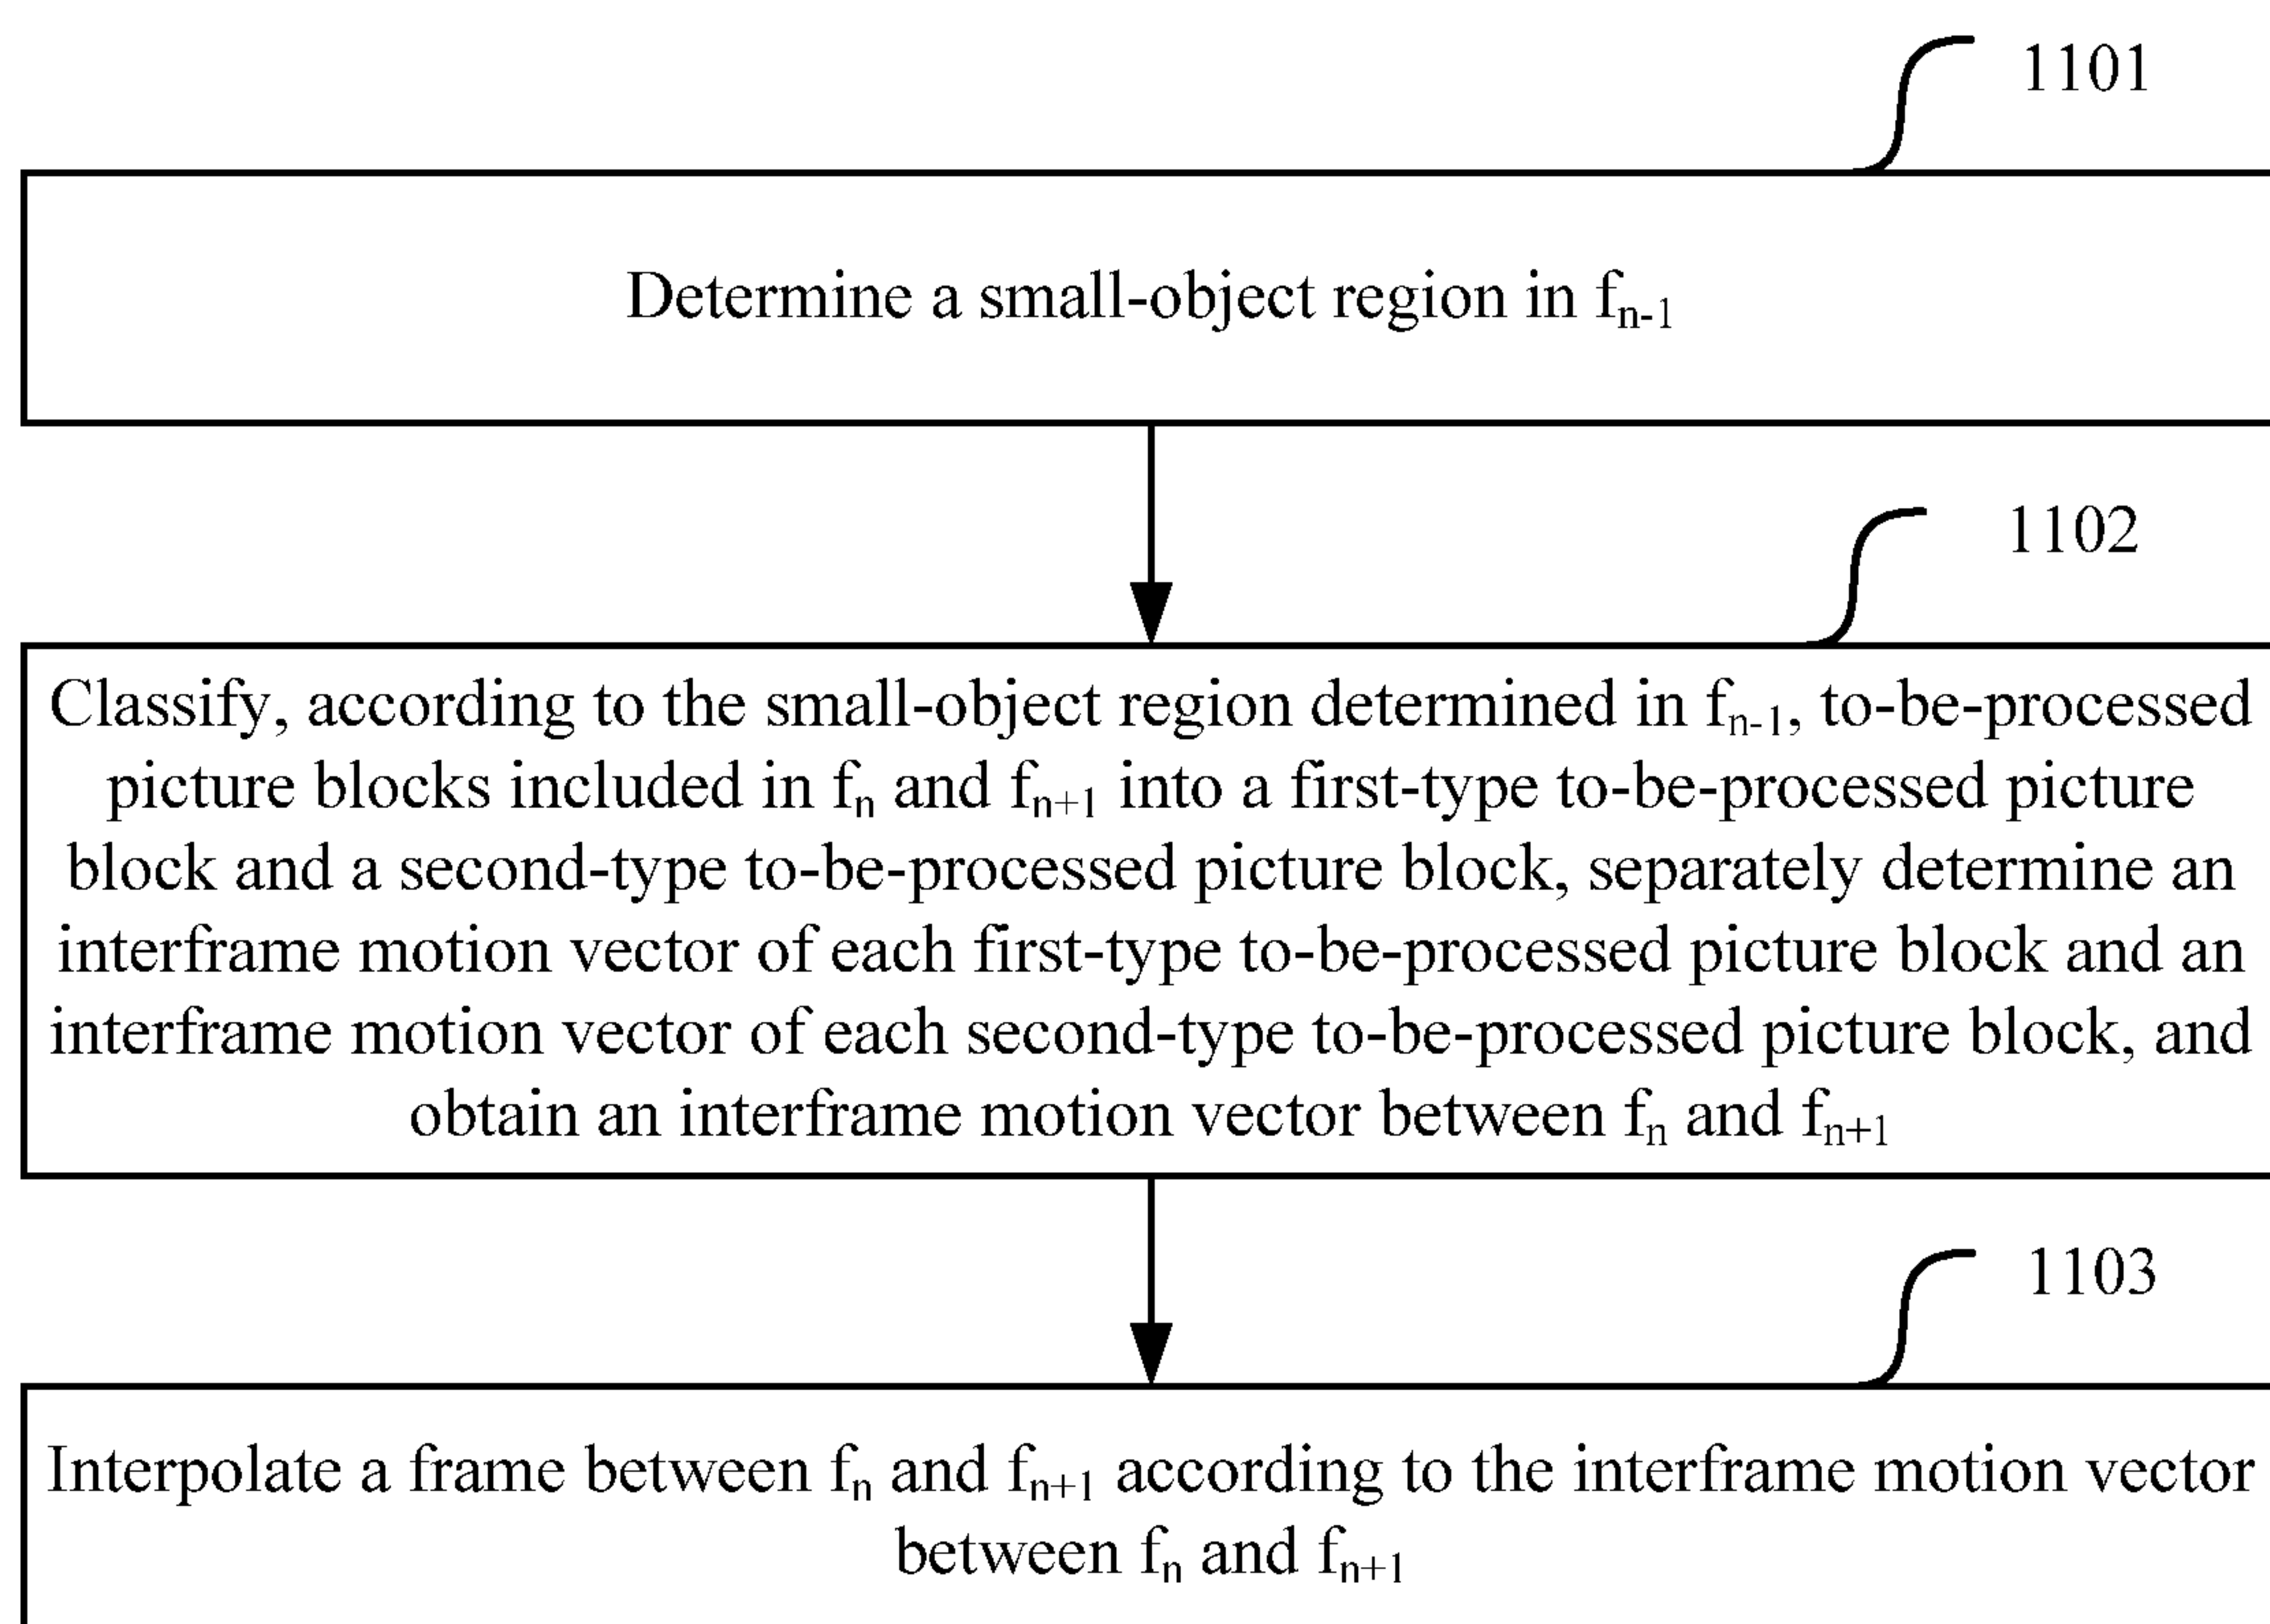 1101
Determine a small-object region in fn-1
1102
Classify, according to the small-object region determined in fn-1, to-be-processed
picture blocks included in fn and fn+1 into a first-type to-be-processed picture
block and a second-type to-be-processed picture block, separately determine an
interframe motion vector of each first-type to-be-processed picture block and an
interframe motion vector of each second-type to-be-processed picture block, and
obtain an interframe motion vector between fn and fn+1
1103
Interpolate a frame between fn and fn+1 according to the interframe motion vector
between fn and fn+1